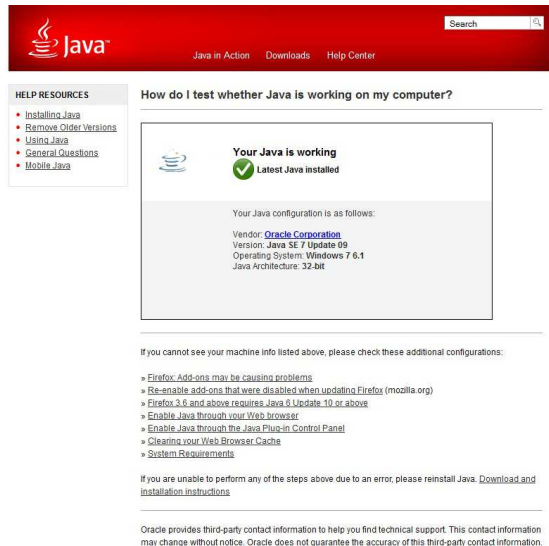 Search
Java™
Java in Action Downloads Help Center
HELP RESOURCES
Installing Java
Remove Older Versions
Using Java
General Questions
Mobile Java
How do I test whether Java is working on my computer?
Your Java is working
Latest Java installed
Your Java configuration is as follows:
Vendor: Oracle Corporation
Version: Java SE 7 Update 09
Operating System: Windows 7 6.1
Java Architecture: 32-bit
If you cannot see your machine info listed above, please check these additional configurations:
» Firefox: Add-ons may be causing problems
» Re-enable add-ons that were disabled when updating Firefox (mozilla.org)
» Firefox 3.6 and above requires Java 6 Update 10 or above
» Enable Java through your Web browser
» Enable Java through the Java Plug-in Control Panel
» Clearing your Web Browser Cache
» System Requirements
If you are unable to perform any of the steps above due to an error, please reinstall Java. Download and
installation instructions
Oracle provides third-party contact information to help you find technical support. This contact information
may change without notice. Oracle does not guarantee the accuracy of this third-party contact information.